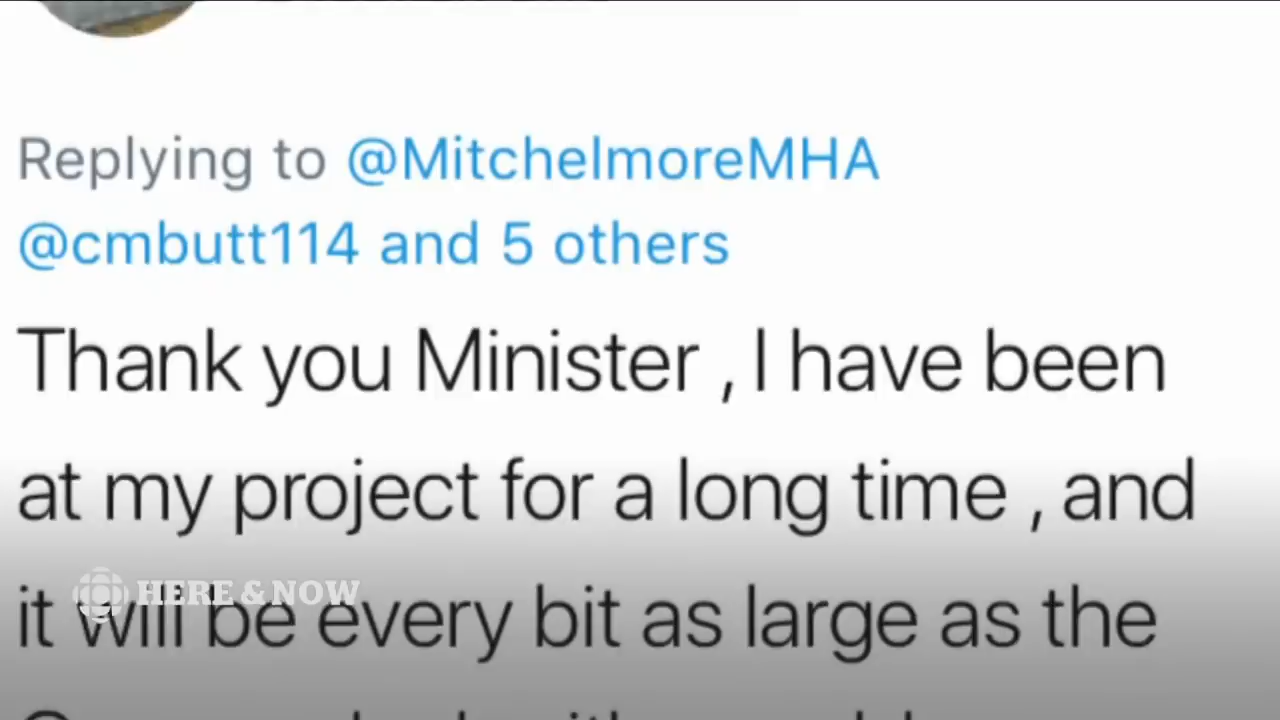 Replying to @MitchelmoreMHA
@cmbutt114 and 5 others
Thank you Minister , I have been
at my project for a long time , and
it will be every bit as large as the
HERE & NOW